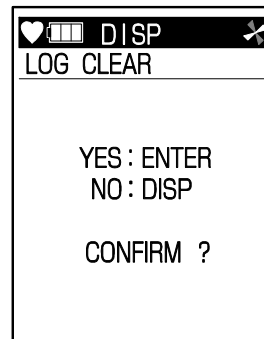 DISP
LOG CLEAR
YES : ENTER
NO : DISP
CONFIRM ?